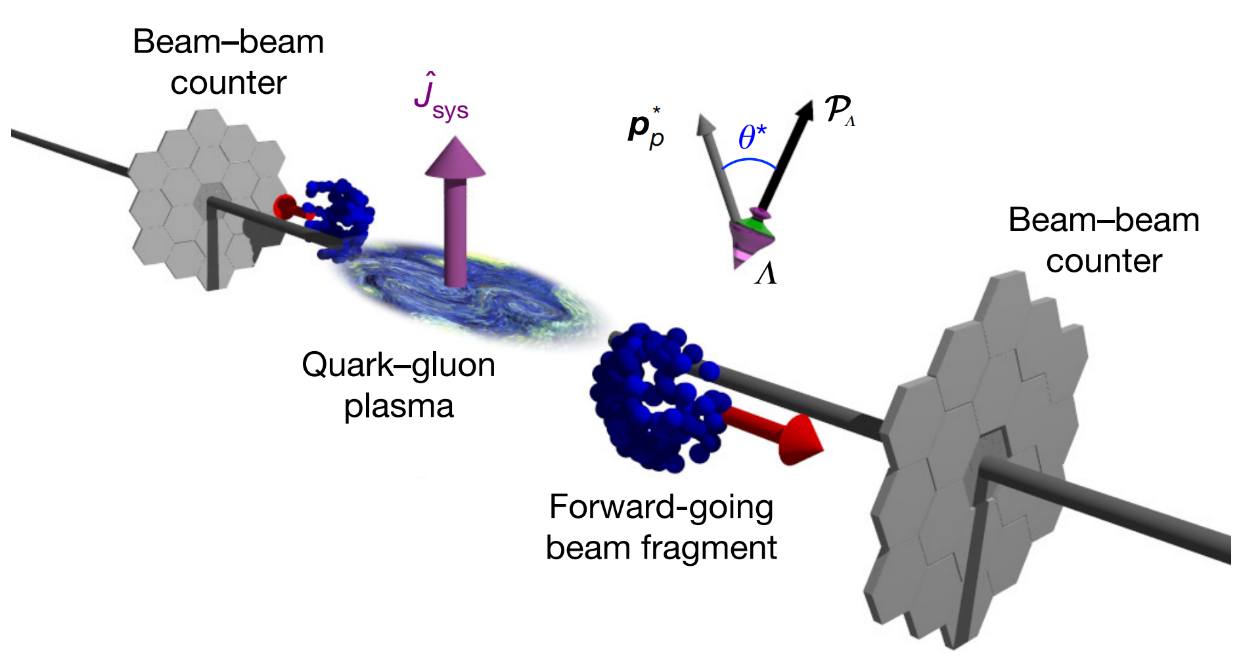 Beam–beam
counter
Ĵsys
p*p
θ*
𝒫Λ
Λ
Beam–beam
counter
Quark–gluon
plasma
Forward-going
beam fragment